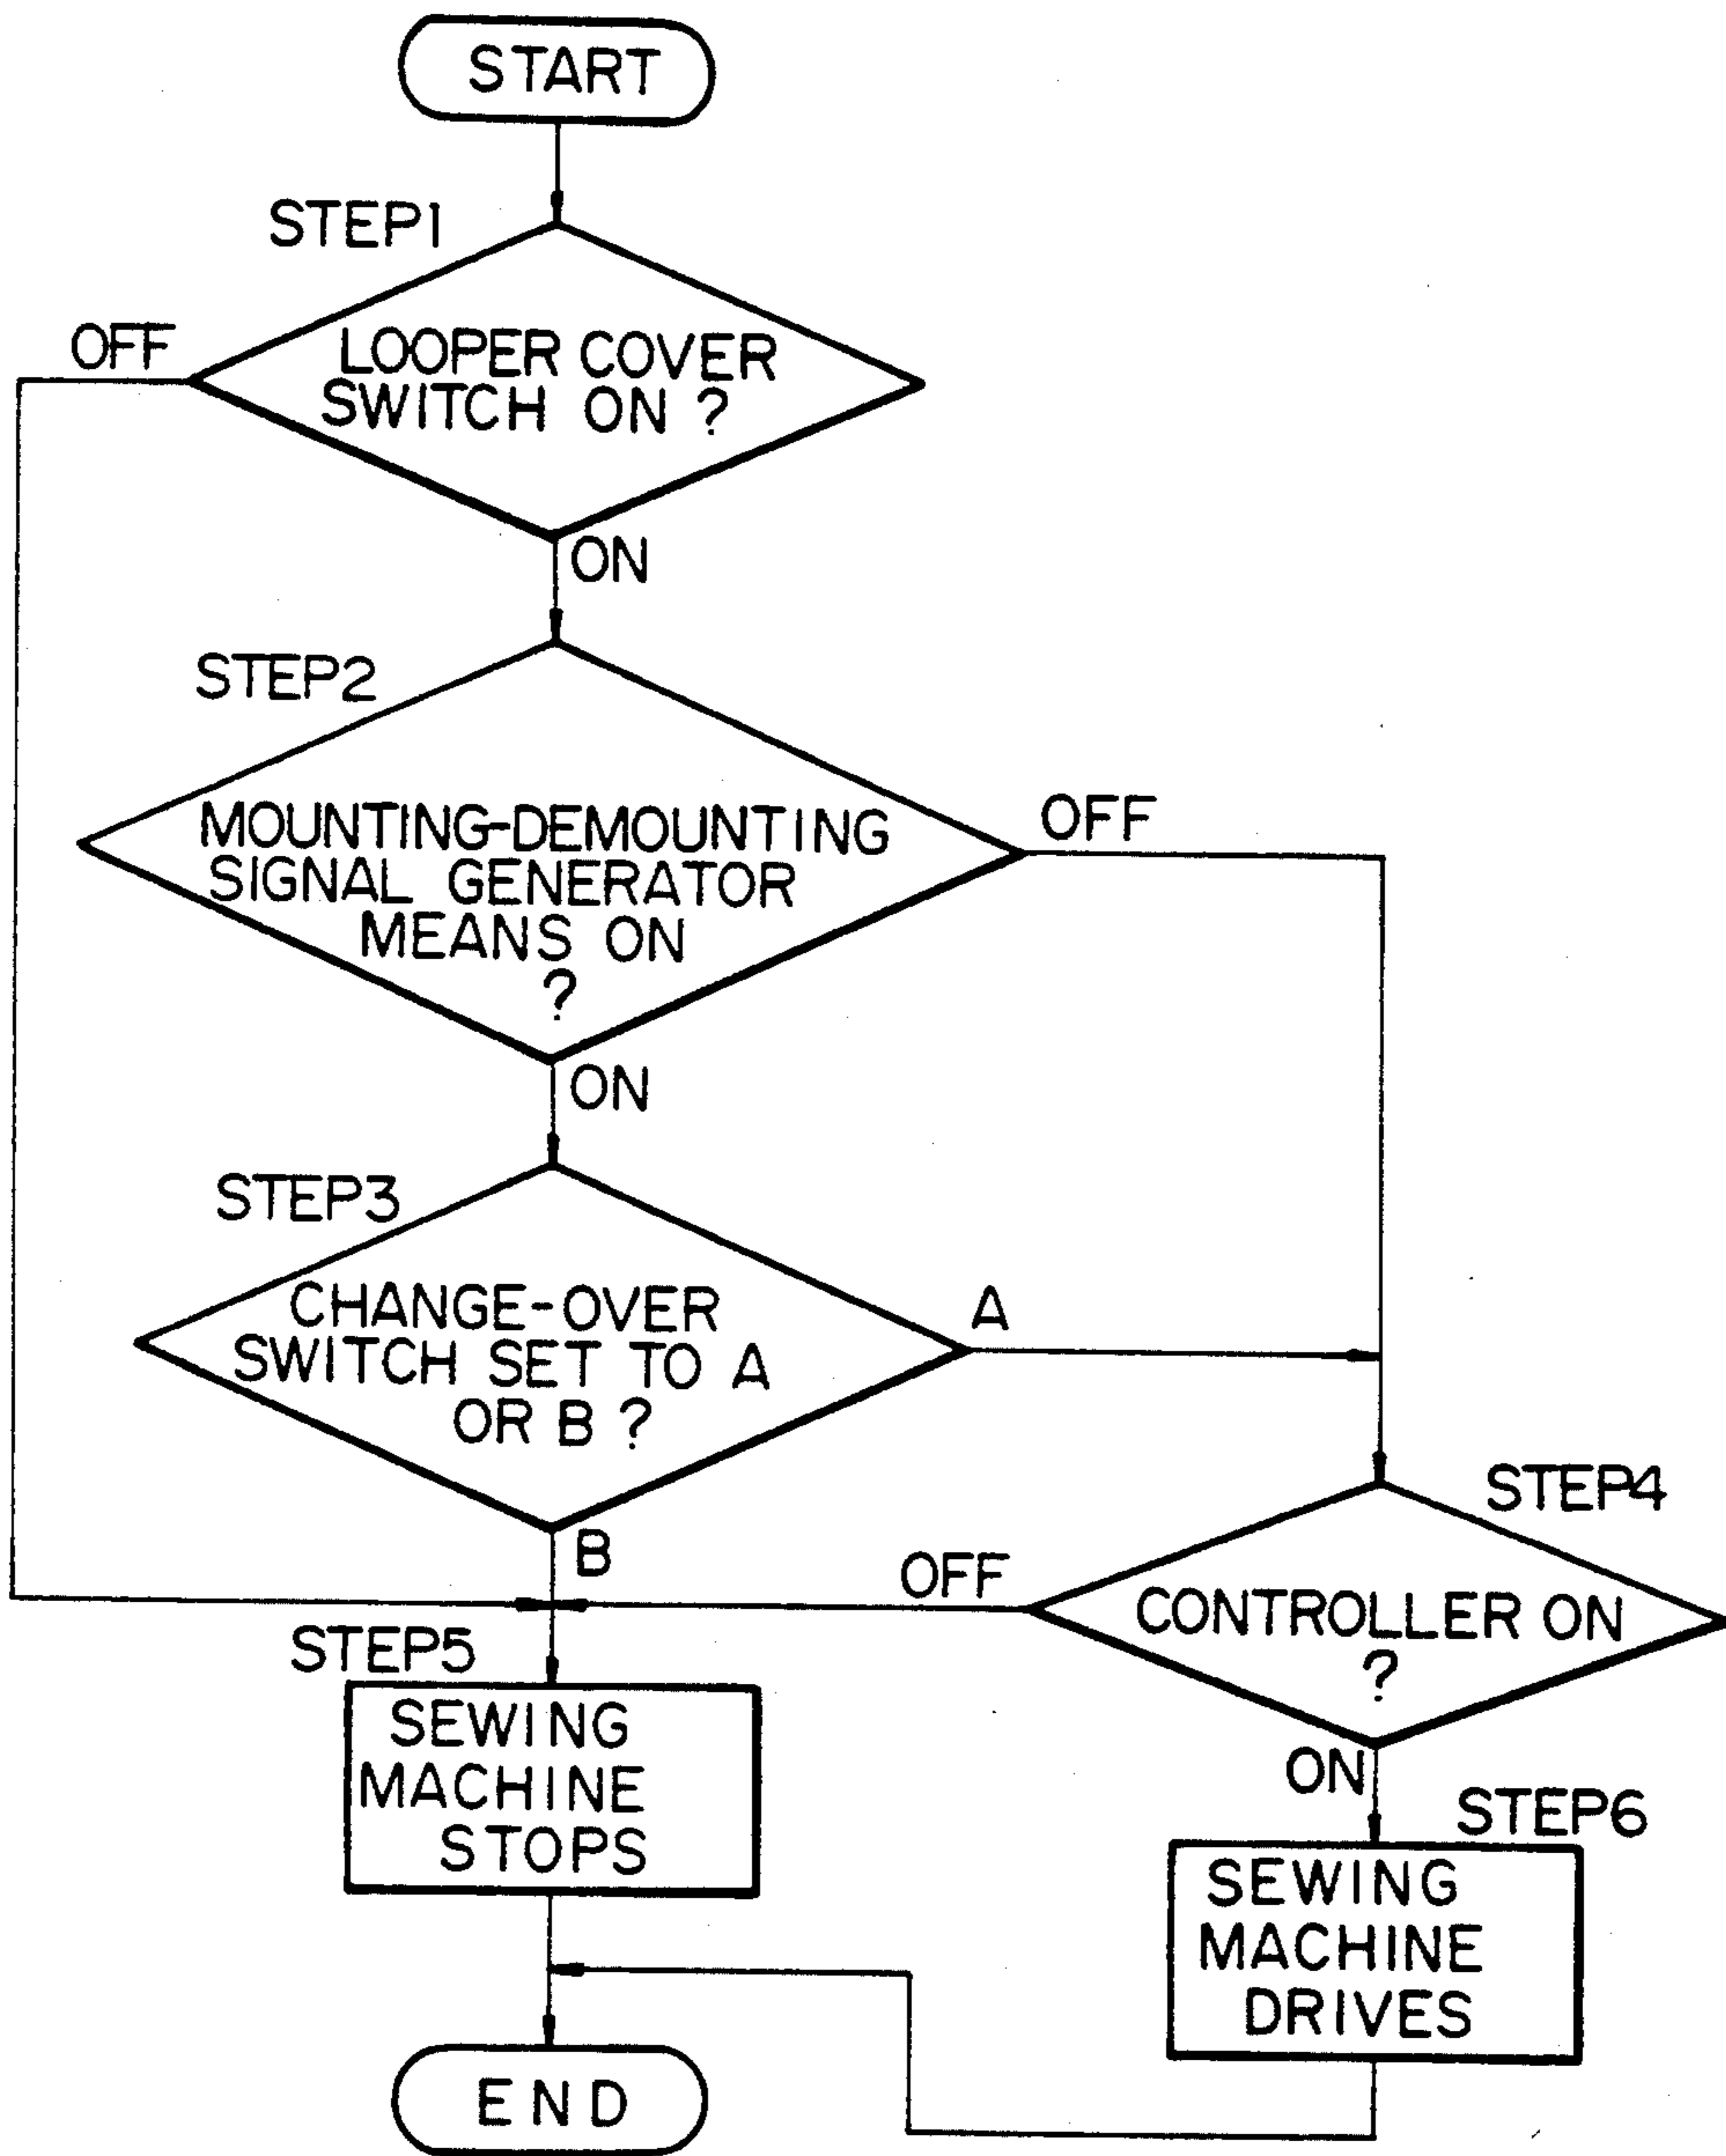 START
STEP1
OFF
LOOPER COVER
SWITCH ON ?
ON
STEP2
MOUNTING-DEMOUNTING
SIGNAL GENERATOR
MEANS ON
?
OFF
ON
STEP3
CHANGE-OVER
SWITCH SET TO A
OR B ?
A
B
STEP4
OFF
CONTROLLER ON
?
ON
STEP5
SEWING
MACHINE
STOPS
STEP6
SEWING
MACHINE
DRIVES
END